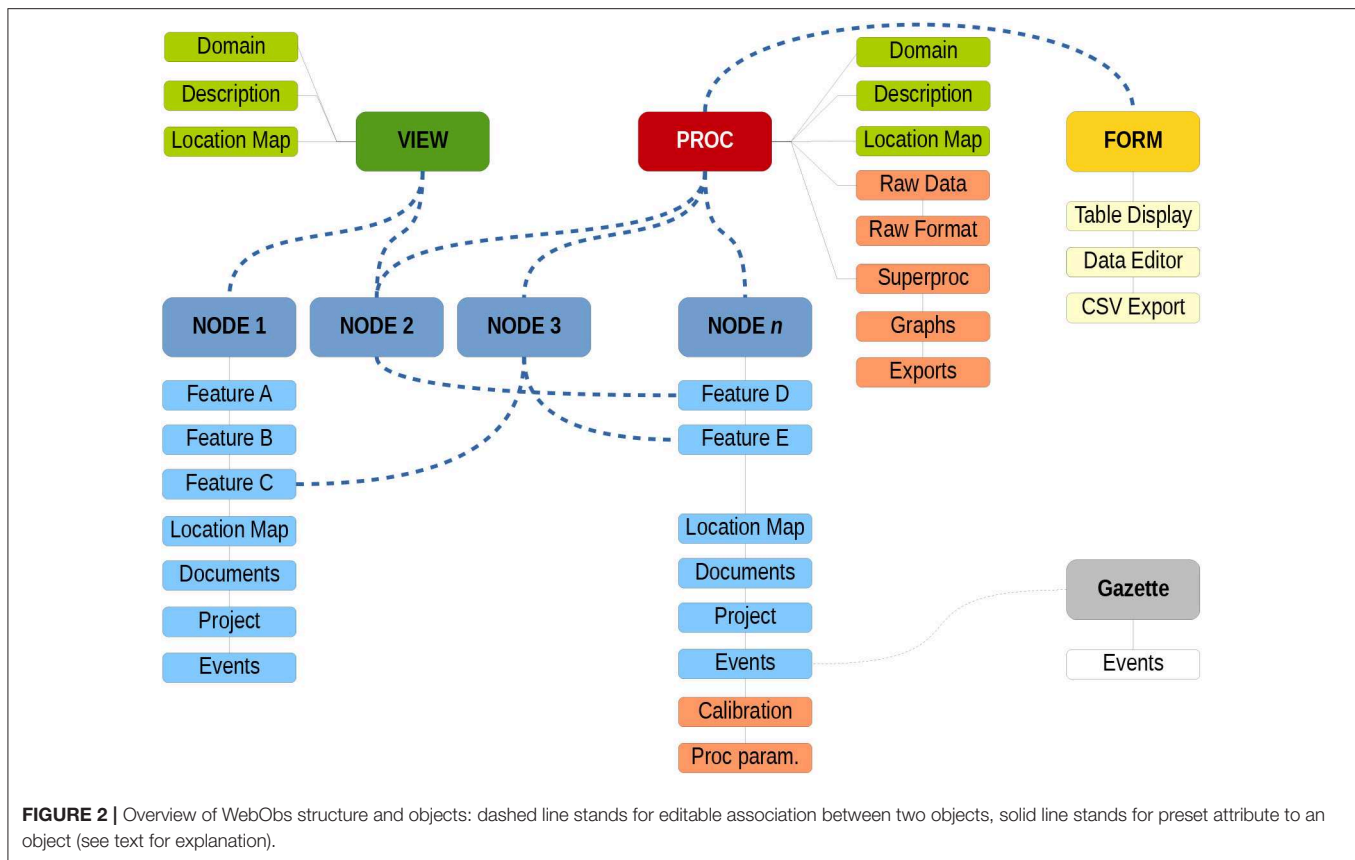 Domain
Description
Location Map
VIEW
PROC
Domain
Description
Location Map
Raw Data
Raw Format
Superproc
Graphs
Exports
FORM
Table Display
Data Editor
CSV Export
NODE 1
NODE 2
NODE 3
NODE n
Feature A
Feature B
Feature C
Location Map
Documents
Project
Events
Feature D
Feature E
Location Map
Documents
Project
Events
Calibration
Proc param.
Gazette
Events
FIGURE 2 | Overview of WebObs structure and objects: dashed line stands for editable association between two objects, solid line stands for preset attribute to an
object (see text for explanation).